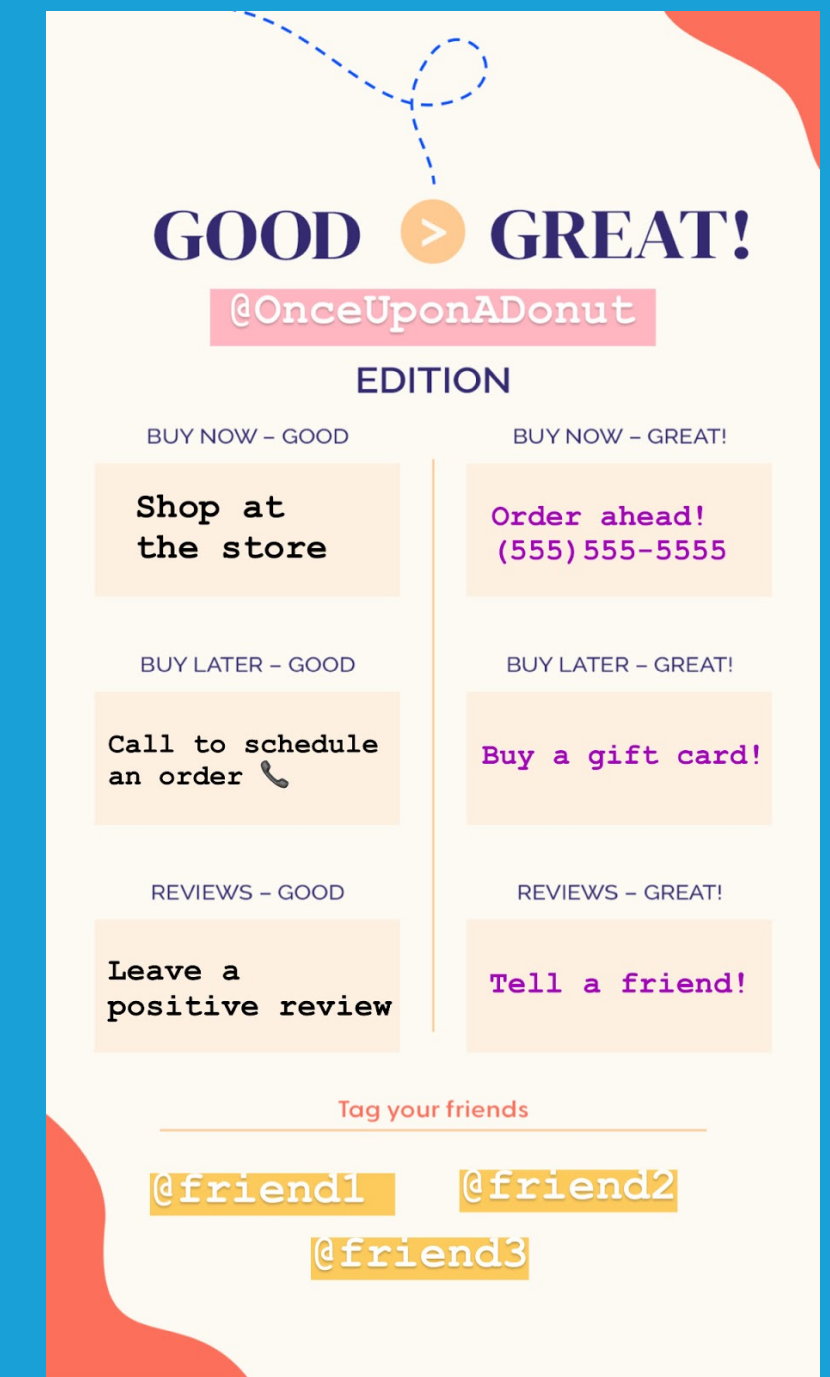 GOOD > GREAT!
@OnceUponADonut
EDITION
BUY NOW – GOOD
Shop at
the store
BUY NOW – GREAT!
Order ahead!
(555)555-5555
BUY LATER – GOOD
Call to schedule
an order 📞
BUY LATER – GREAT!
Buy a gift card!
REVIEWS – GOOD
Leave a
positive review
REVIEWS – GREAT!
Tell a friend!
Tag your friends
@friend1
@friend2
@friend3